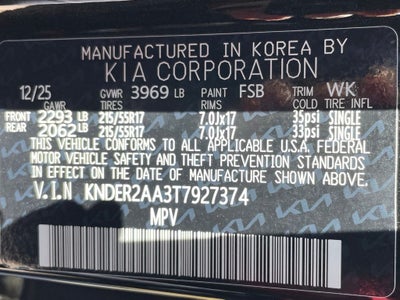 MANUFACTURED IN KOREA BY
KIA CORPORATION
12/25 GVWR 3969 LB PAINT FSB TRIM WK
GAWR TIRES RIMS COLD TIRE INFL
FRONT 2293 LB 215/55R17 7.0Jx17 35psi SINGLE
REAR 2062 LB 215/55R17 7.0Jx17 33psi SINGLE
THIS VEHICLE CONFORMS TO ALL APPLICABLE U.S.A FEDERAL
MOTOR VEHICLE SAFETY AND THEFT PREVENTION STANDARDS
IN EFFECT ON THE DATE OF MANUFACTURE SHOWN ABOVE.
V.I.N KNDER2AA3T7927374
MPV